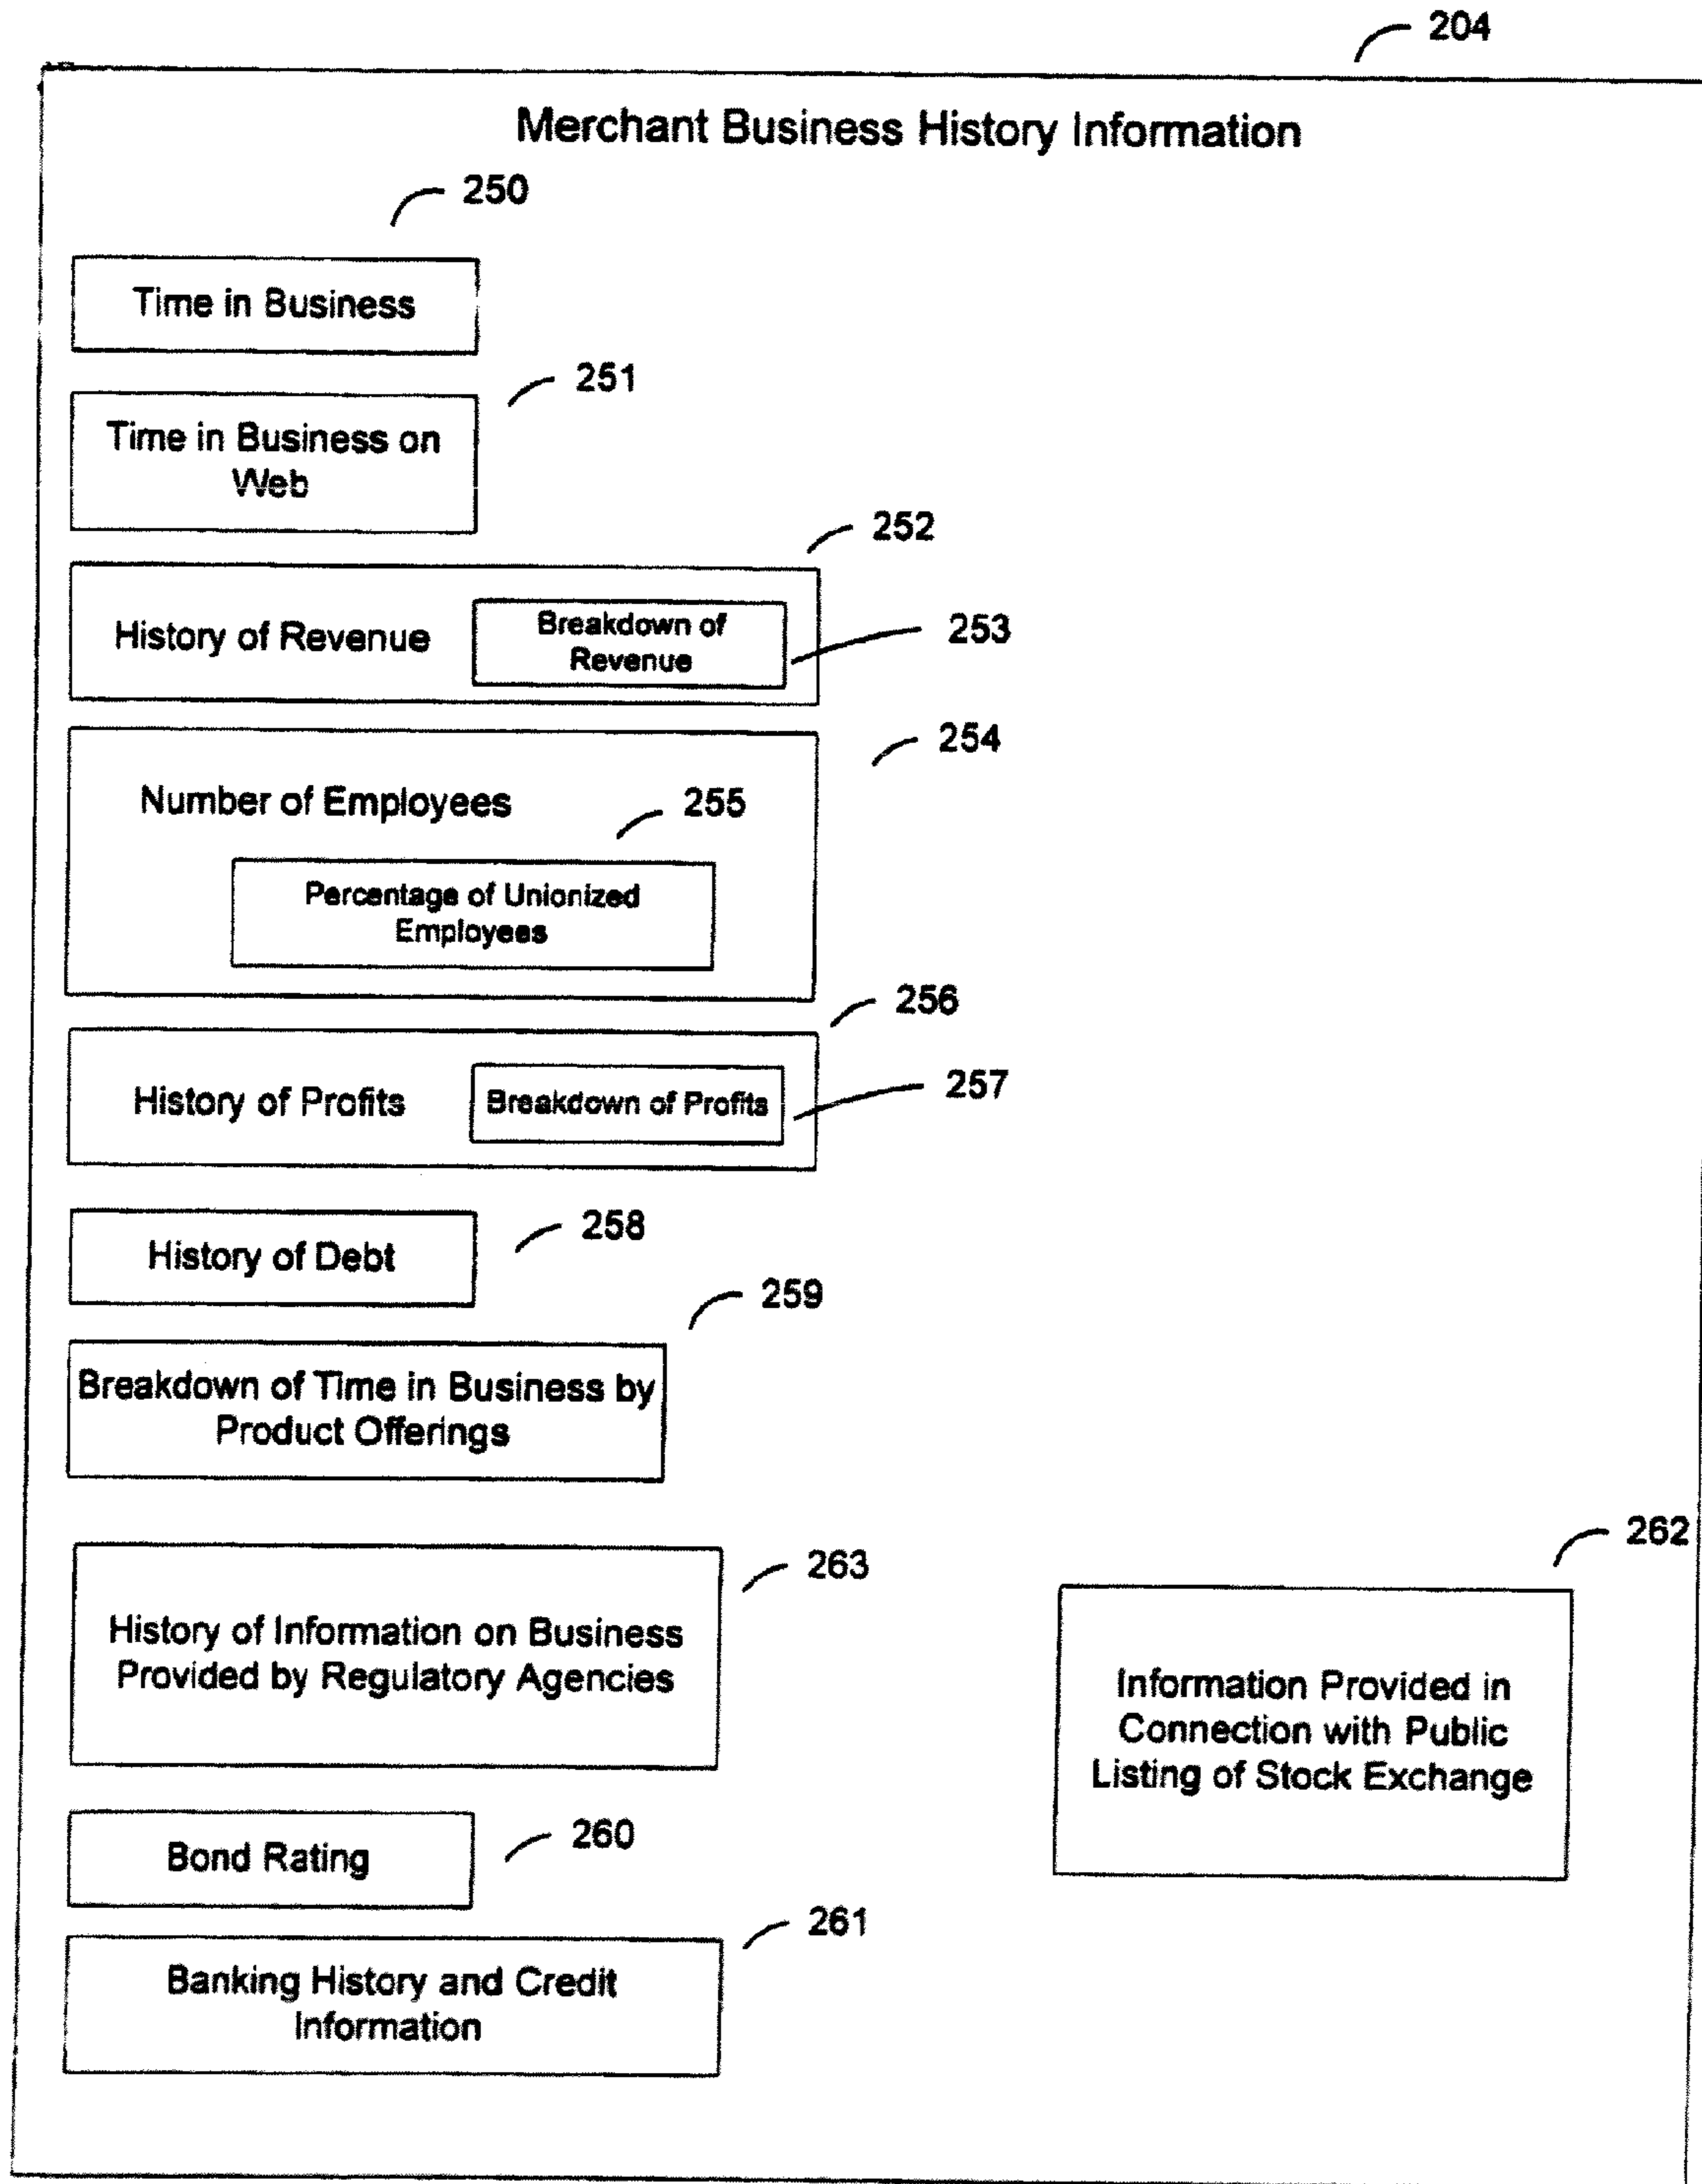 204
Merchant Business History Information
250
Time in Business
251
Time in Business on
Web
252
History of Revenue
Breakdown of
Revenue
253
254
Number of Employees
255
Percentage of Unionized
Employees
256
History of Profits
Breakdown of Profits
257
History of Debt
258
259
Breakdown of Time in Business by
Product Offerings
263
History of Information on Business
Provided by Regulatory Agencies
262
Information Provided in
Connection with Public
Listing of Stock Exchange
Bond Rating
260
261
Banking History and Credit
Information